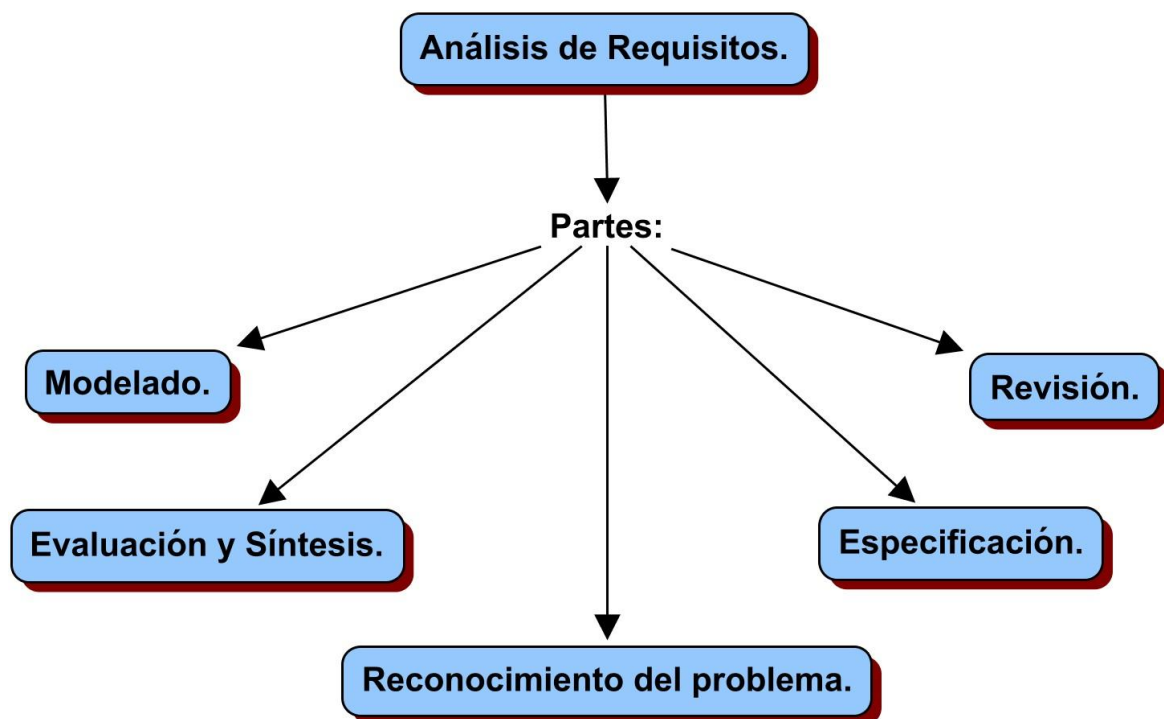 Análisis de Requisitos.
Partes:
Modelado.
Revisión.
Evaluación y Síntesis.
Especificación.
Reconocimiento del problema.